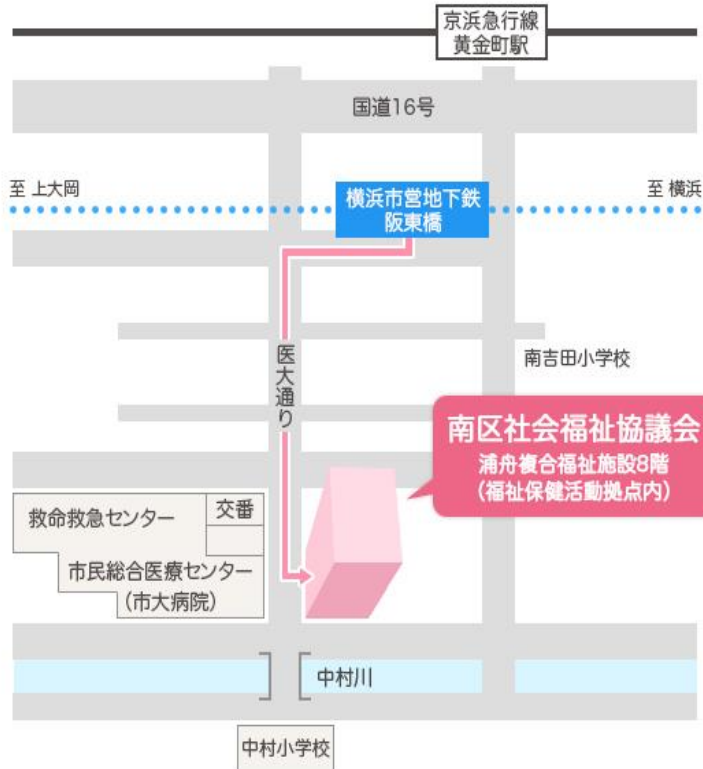 京浜急行線
黄金町駅
国道16号
至 上大岡
至 横浜
横浜市営地下鉄
阪東橋
医大通り
南吉田小学校
南区社会福祉協議会
浦舟複合福祉施設8階
（福祉保健活動拠点内）
救命救急センター
交番
市民総合医療センター
（市大病院）
中村川
中村小学校